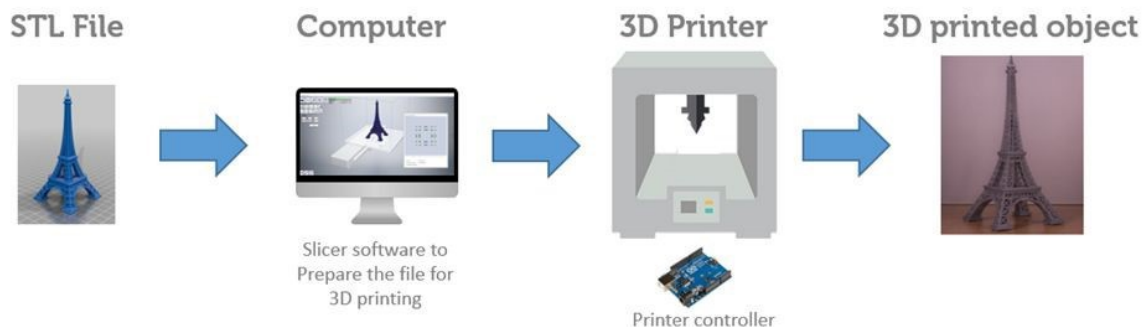 STL File
Computer
3D Printer
3D printed object
Slicer software to
Prepare the file for
3D printing
Printer controller